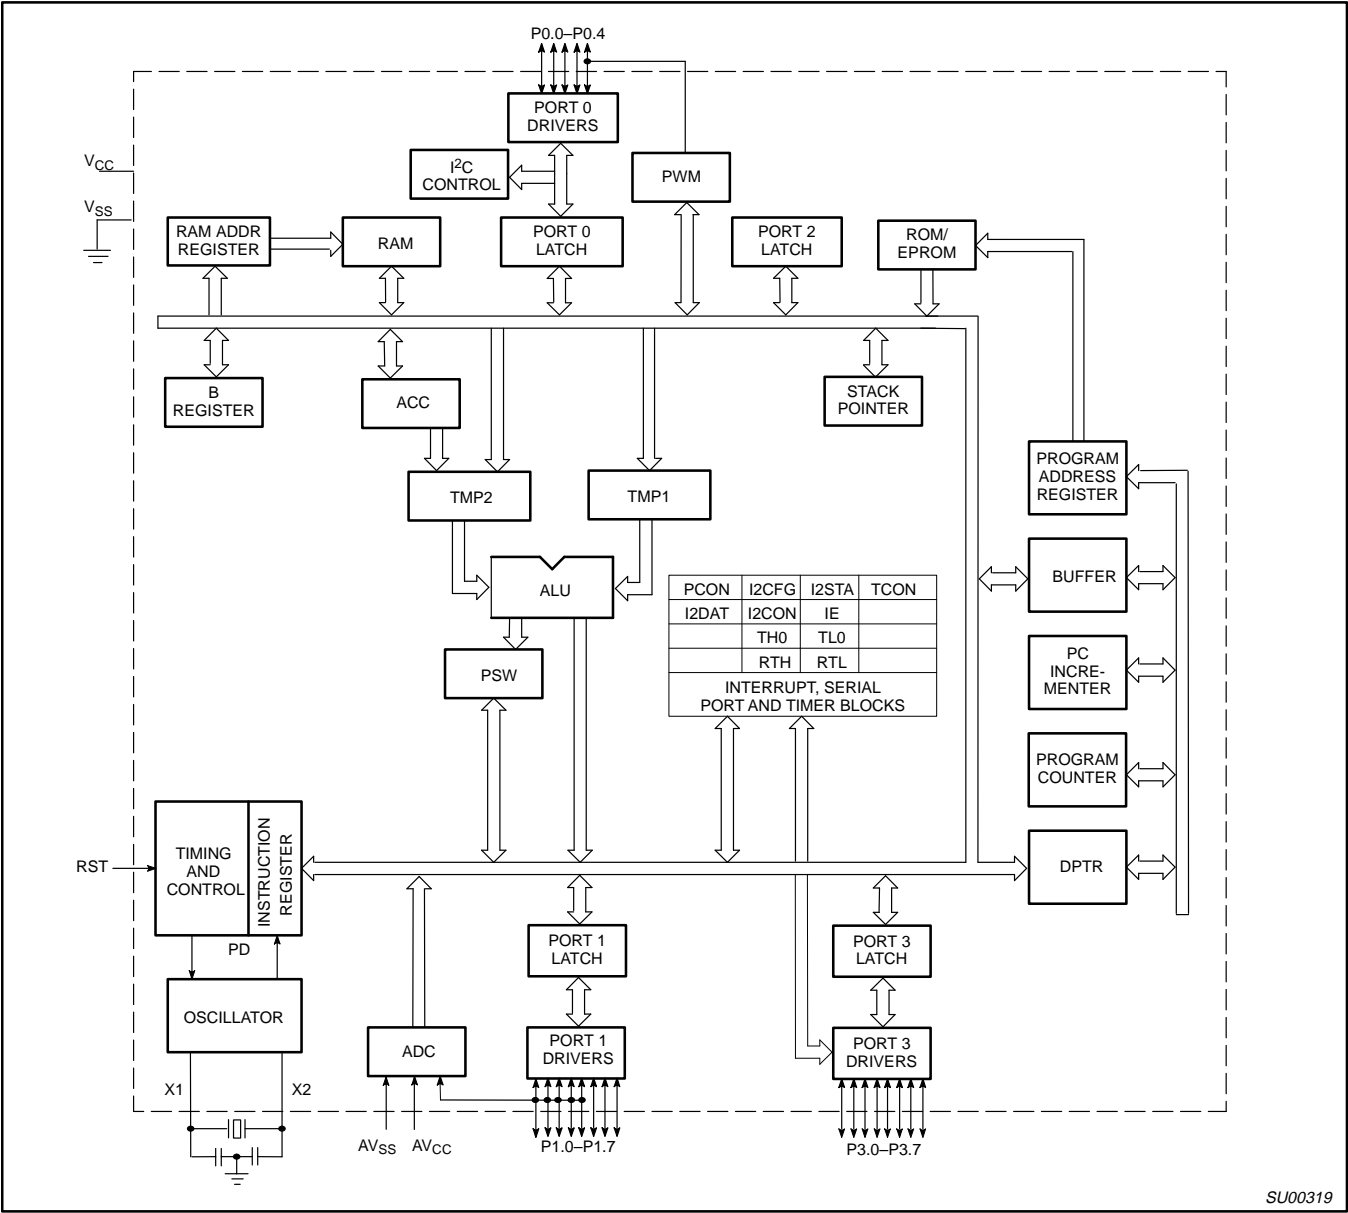 P0.0–P0.4
PORT 0
DRIVERS
VCC
I2C
CONTROL
PWM
VSS
RAM ADDR
REGISTER
RAM
PORT 0
LATCH
PORT 2
LATCH
ROM/
EPROM
B
REGISTER
ACC
STACK
POINTER
TMP2
TMP1
PROGRAM
ADDRESS
REGISTER
ALU
BUFFER
PCON I2CFG I2STA TCON
I2DAT I2CON IE
TH0 TL0
RTH RTL
INTERRUPT, SERIAL
PORT AND TIMER BLOCKS
PSW
PC
INCRE-
MENTER
PROGRAM
COUNTER
RST
TIMING
AND
CONTROL
INSTRUCTION
REGISTER
DPTR
PD
PORT 1
LATCH
PORT 3
LATCH
OSCILLATOR
ADC
PORT 1
DRIVERS
PORT 3
DRIVERS
X1
X2
AVSS
AVCC
P1.0–P1.7
P3.0–P3.7
SU00319